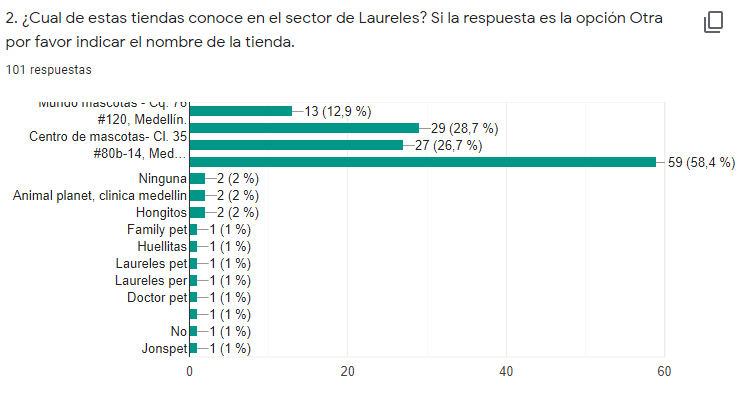 2. ¿Cual de estas tiendas conoce en el sector de Laureles? Si la respuesta es la opción Otra
por favor indicar el nombre de la tienda.
101 respuestas
Mundo mascotas - Cq. 76
#120, Medellín.
13 (12,9 %)
29 (28,7 %)
Centro de mascotas- Cl. 35
#80b-14, Med...
27 (26,7 %)
59 (58,4 %)
Ninguna 2 (2 %)
Animal planet, clinica medellin 2 (2 %)
Hongitos 2 (2 %)
Family pet 1 (1 %)
Huellitas 1 (1 %)
Laureles pet 1 (1 %)
Laureles per 1 (1 %)
Doctor pet 1 (1 %)
1 (1 %)
No 1 (1 %)
Jonspet 1 (1 %)
0 20 40 60